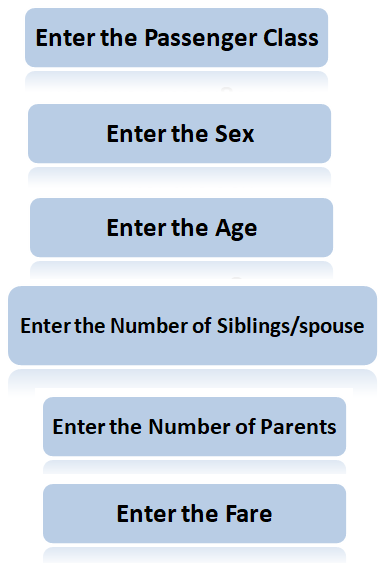 Enter the Passenger Class
Enter the Sex
Enter the Age
Enter the Number of Siblings/spouse
Enter the Number of Parents
Enter the Fare